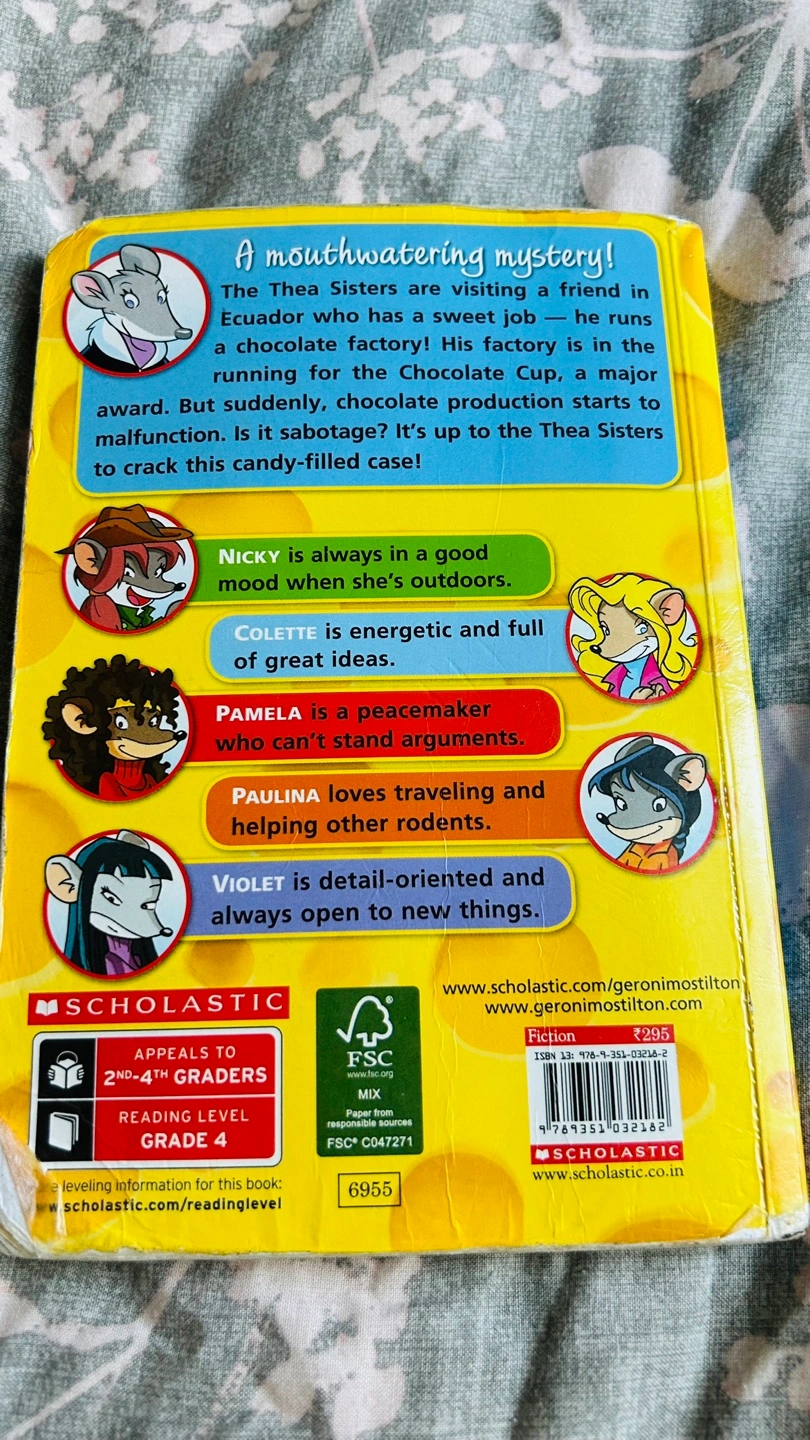 A mouthwatering mystery!
The Thea Sisters are visiting a friend in
Ecuador who has a sweet job — he runs
a chocolate factory! His factory is in the
running for the Chocolate Cup, a major
award. But suddenly, chocolate production starts to
malfunction. Is it sabotage? It's up to the Thea Sisters
to crack this candy-filled case!
NICKY is always in a good
mood when she's outdoors.
COLETTE is energetic and full
of great ideas.
PAMELA is a peacemaker
who can't stand arguments.
PAULINA loves traveling and
helping other rodents.
VIOLET is detail-oriented and
always open to new things.
SCHOLASTIC
APPEALS TO
2ND-4TH GRADERS
READING LEVEL
GRADE 4
leveling information for this book:
w.scholastic.com/readinglevel
®
FSC
www.fsc.org
MIX
Paper from
responsible sources
FSC® C047271
6955
www.scholastic.com/geronimostilton
www.geronimostilton.com
Fiction ₹295
ISBN 13: 978-9-351-03218-2
9 789351 032182
SCHOLASTIC
www.scholastic.co.in